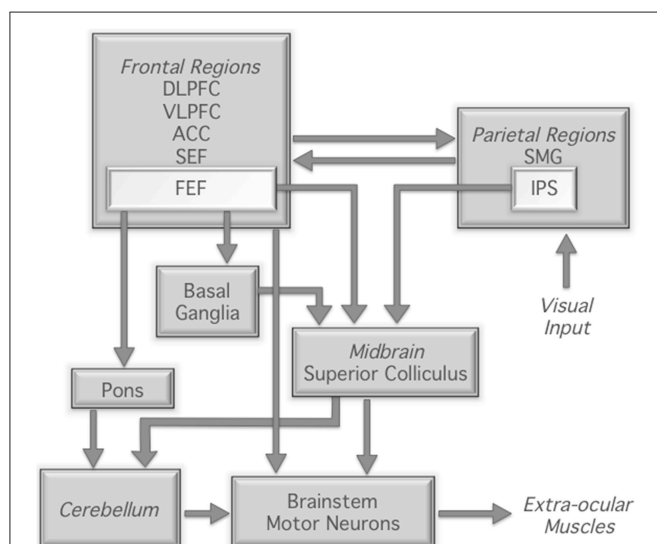 Frontal Regions
DLPFC
VLPFC
ACC
SEF
FEF
Parietal Regions
SMG
IPS
Basal
Ganglia
Visual
Input
Midbrain
Superior Colliculus
Pons
Cerebellum
Brainstem
Motor Neurons
Extra-ocular
Muscles